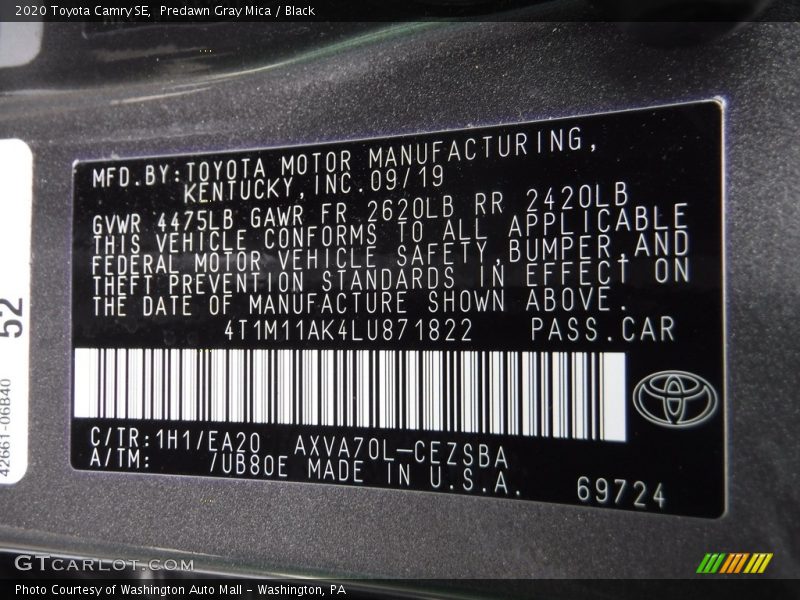 2020 Toyota Camry SE, Predawn Gray Mica / Black
MFD.BY:TOYOTA MOTOR MANUFACTURING,
KENTUCKY,INC.09/19
GVWR 4475LB GAWR FR 2620LB RR 2420LB
THIS VEHICLE CONFORMS TO ALL APPLICABLE
FEDERAL MOTOR VEHICLE SAFETY,BUMPER,AND
THEFT PREVENTION STANDARDS IN EFFECT ON
THE DATE OF MANUFACTURE SHOWN ABOVE.
4T1M11AK4LU871822 PASS.CAR
C/TR:1H1/EA20 AXVA70L-CEZSBA
A/TM: /UB80E MADE IN U.S.A.
69724
52
42661-06B40
GTCARLOT.COM
Photo Courtesy of Washington Auto Mall - Washington, PA